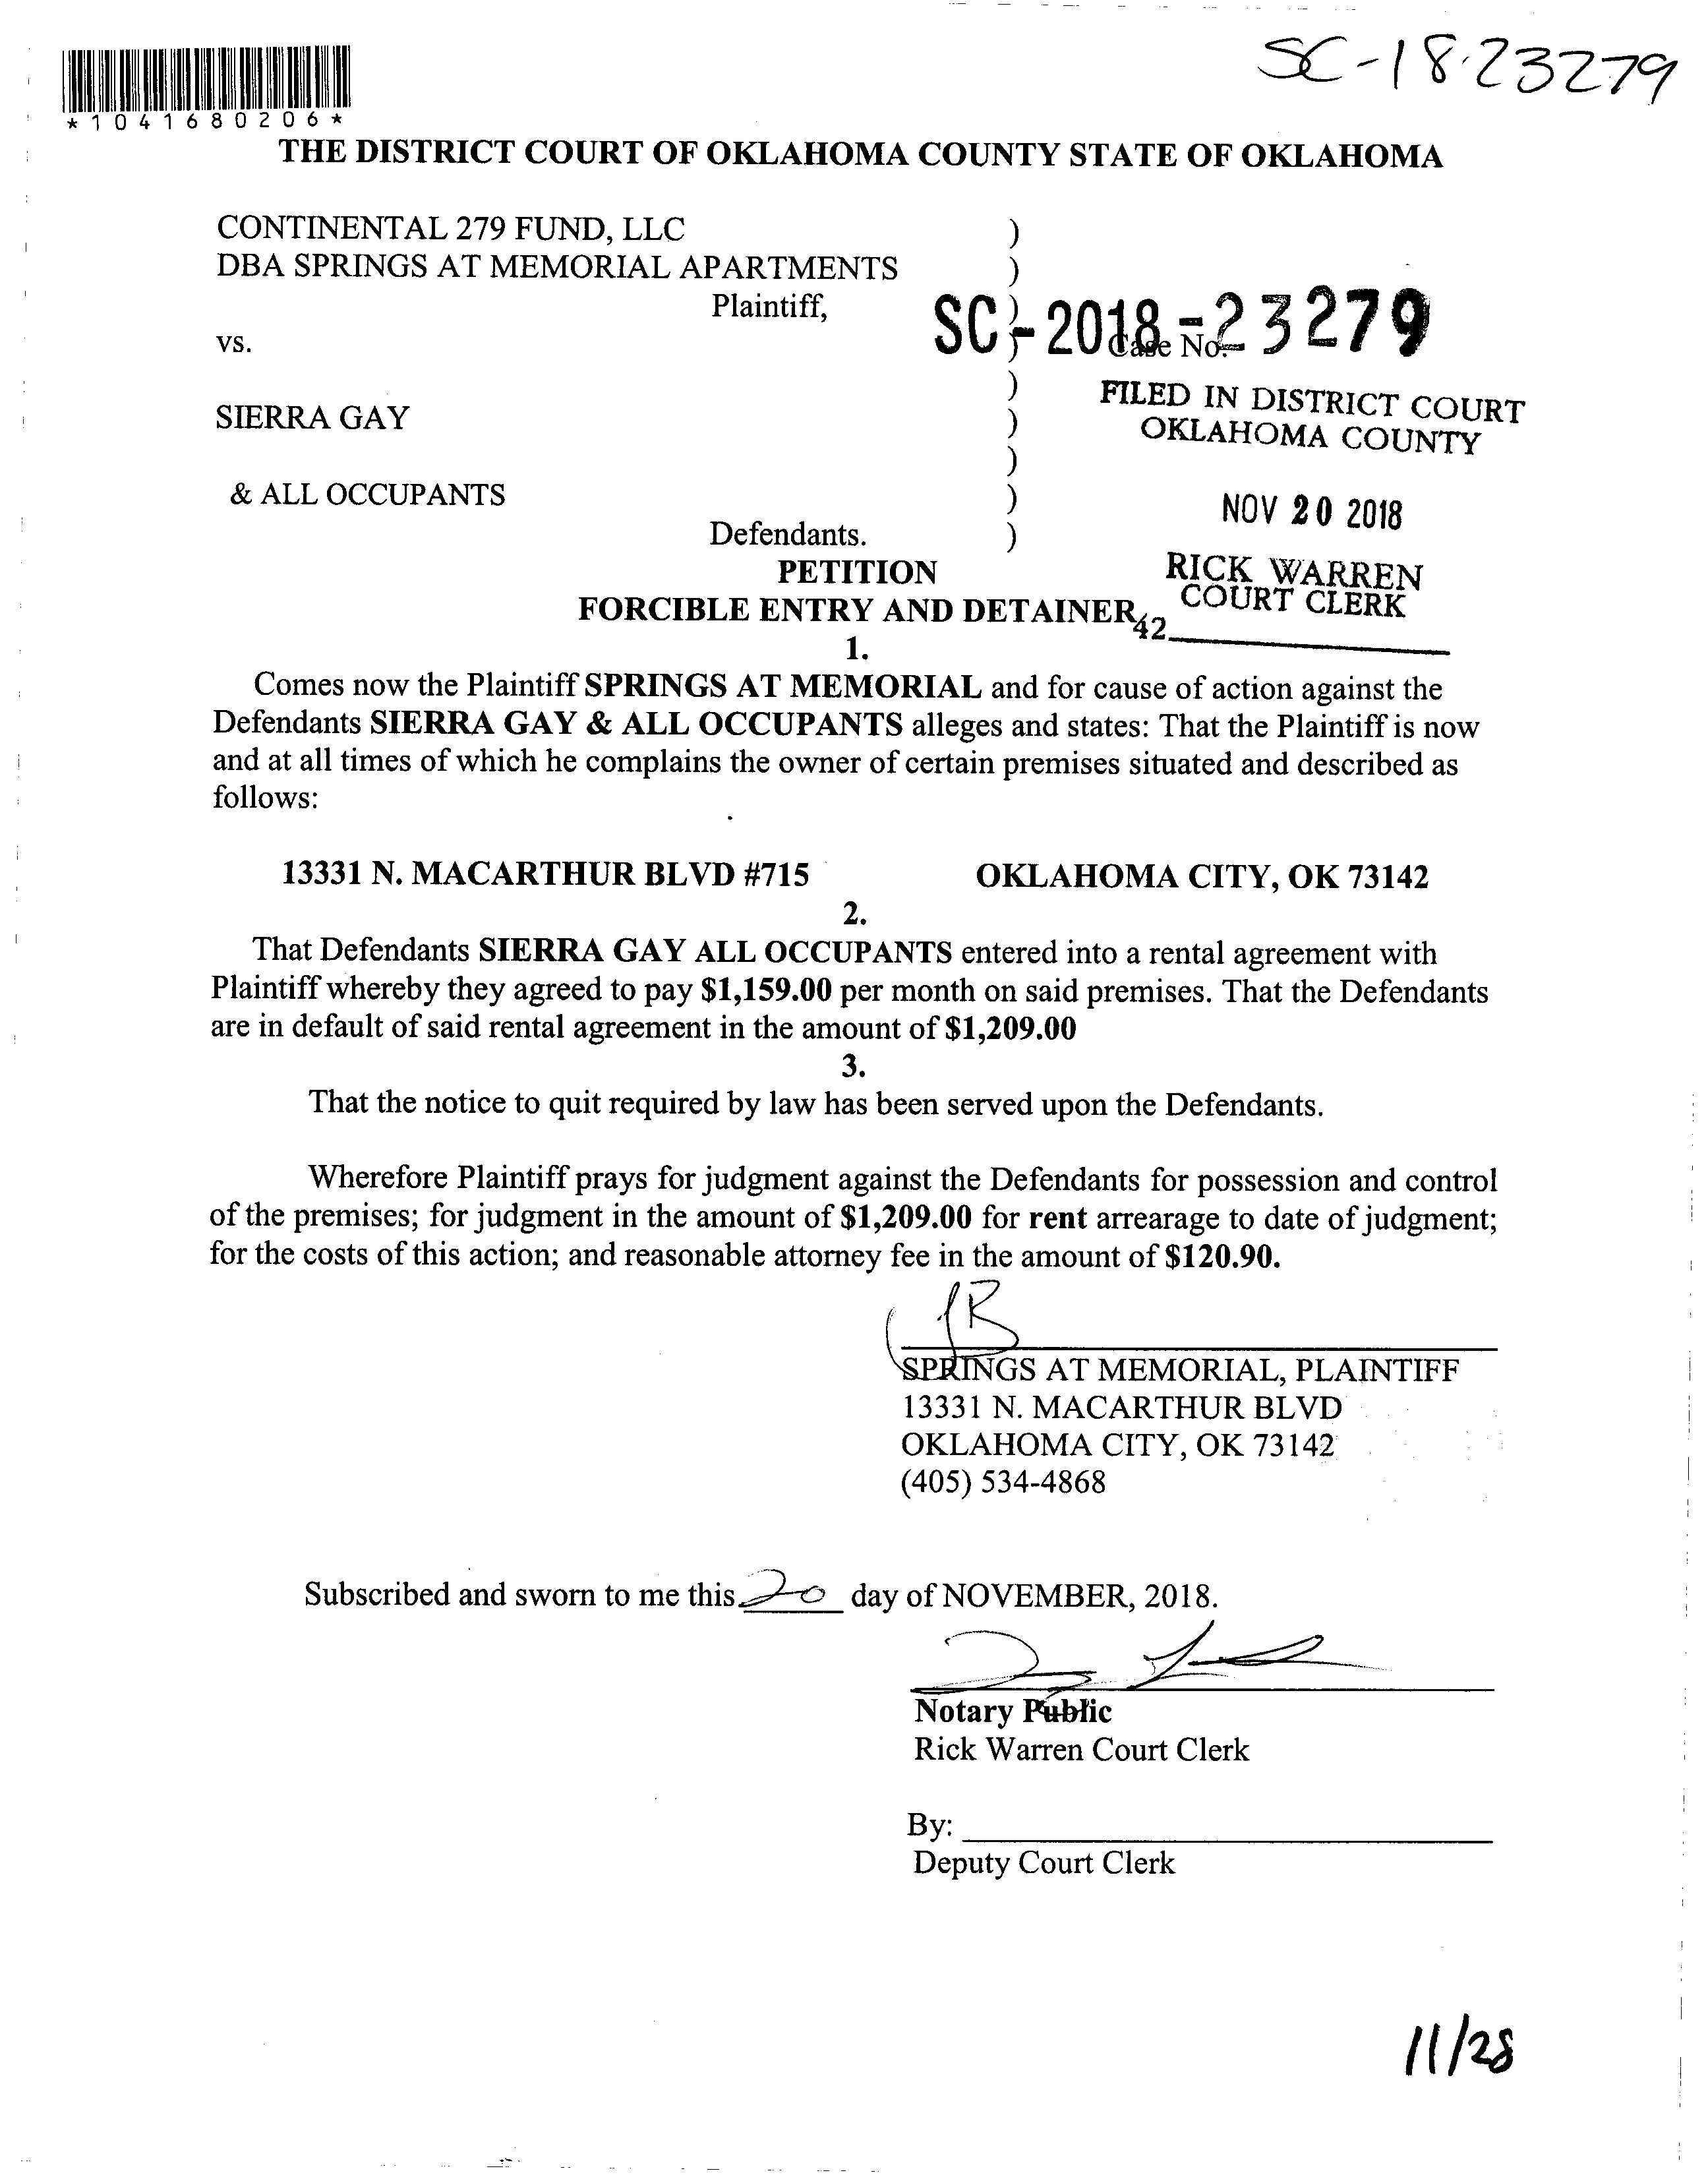 SC-18-23279
*1041680206*
THE DISTRICT COURT OF OKLAHOMA COUNTY STATE OF OKLAHOMA
CONTINENTAL 279 FUND, LLC )
DBA SPRINGS AT MEMORIAL APARTMENTS )
Plaintiff, )
vs. ) Case No.
SC-2018-23279
)
SIERRA GAY )
)
& ALL OCCUPANTS )
Defendants. )
FILED IN DISTRICT COURT
OKLAHOMA COUNTY
NOV 20 2018
RICK WARREN
COURT CLERK
42
PETITION
FORCIBLE ENTRY AND DETAINER
1.
Comes now the Plaintiff SPRINGS AT MEMORIAL and for cause of action against the
Defendants SIERRA GAY & ALL OCCUPANTS alleges and states: That the Plaintiff is now
and at all times of which he complains the owner of certain premises situated and described as
follows:
13331 N. MACARTHUR BLVD #715 OKLAHOMA CITY, OK 73142
2.
That Defendants SIERRA GAY ALL OCCUPANTS entered into a rental agreement with
Plaintiff whereby they agreed to pay $1,159.00 per month on said premises. That the Defendants
are in default of said rental agreement in the amount of $1,209.00
3.
That the notice to quit required by law has been served upon the Defendants.
Wherefore Plaintiff prays for judgment against the Defendants for possession and control
of the premises; for judgment in the amount of $1,209.00 for rent arrearage to date of judgment;
for the costs of this action; and reasonable attorney fee in the amount of $120.90.
SPRINGS AT MEMORIAL, PLAINTIFF
13331 N. MACARTHUR BLVD
OKLAHOMA CITY, OK 73142
(405) 534-4868
Subscribed and sworn to me this 20 day of NOVEMBER, 2018.
Notary Public
Rick Warren Court Clerk
By:
Deputy Court Clerk
11/28